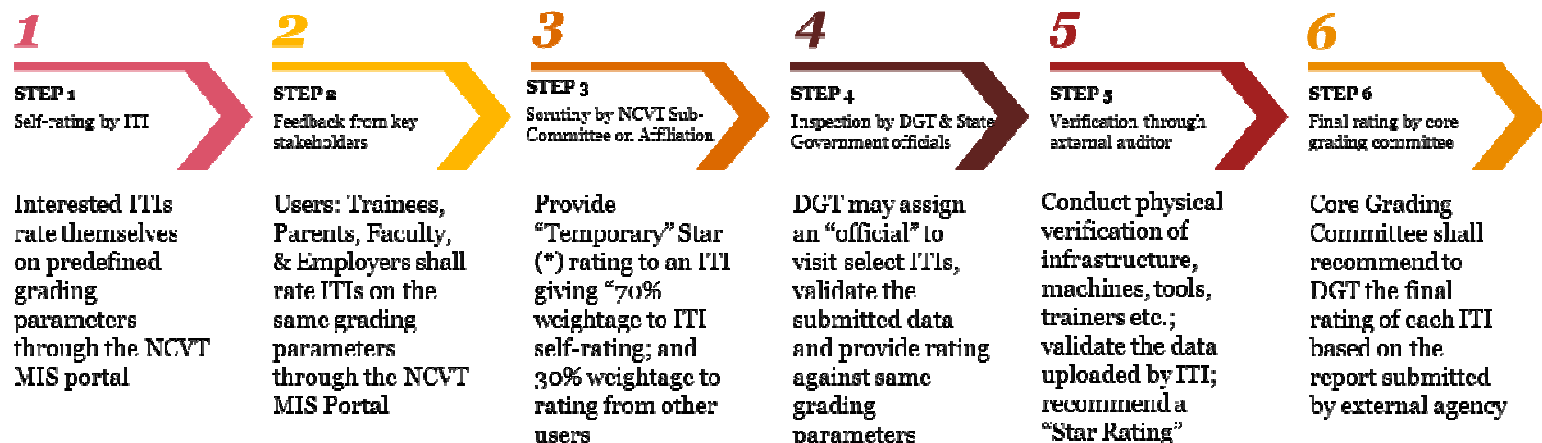 1
STEP 1
Self-rating by ITI
Interested ITIs
rate themselves
on predefined
grading
parameters
through the NCVT
MIS portal
2
STEP 2
Feedback from key
stakeholders
Users: Trainees,
Parents, Faculty,
& Employers shall
rate ITIs on the
same grading
parameters
through the NCVT
MIS Portal
3
STEP 3
Scrutiny by NCVT Sub-
Committee on Affiliation
Provide
“Temporary” Star
(*) rating to an ITI
giving “70%
weightage to ITI
self-rating; and
30% weightage to
rating from other
users
4
STEP 4
Inspection by DGT & State
Government officials
DGT may assign
an “official” to
visit select ITIs,
validate the
submitted data
and provide rating
against same
grading
parameters
5
STEP 5
Verification through
external auditor
Conduct physical
verification of
infrastructure,
machines, tools,
trainers etc.;
validate the data
uploaded by ITI;
recommend a
“Star Rating”
6
STEP 6
Final rating by core
grading committee
Core Grading
Committee shall
recommend to
DGT the final
rating of each ITI
based on the
report submitted
by external agency